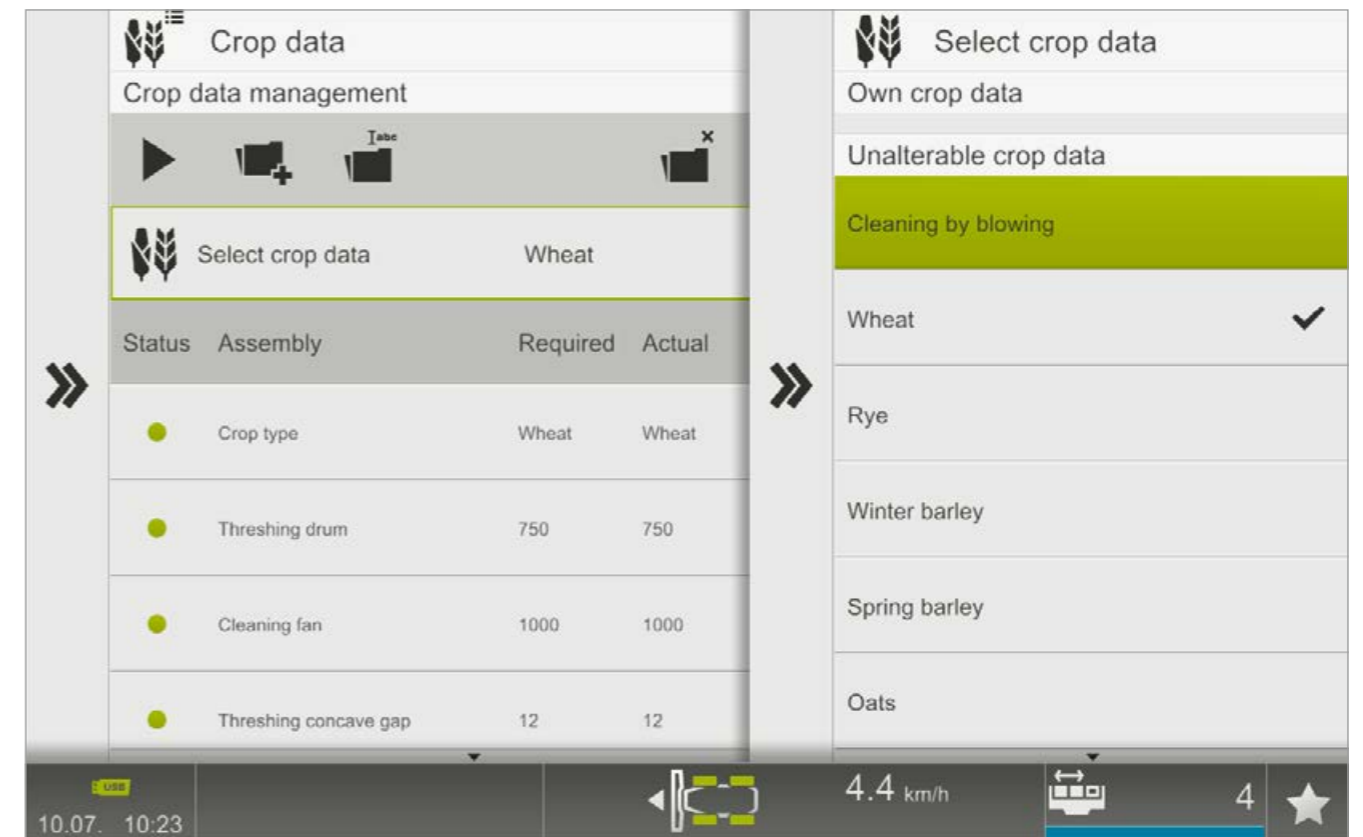 Crop data
Crop data management
Iabc
Select crop data Wheat
Status Assembly Required Actual
Crop type Wheat Wheat
Threshing drum 750 750
Cleaning fan 1000 1000
Threshing concave gap 12 12
Select crop data
Own crop data
Unalterable crop data
Cleaning by blowing
Wheat
Rye
Winter barley
Spring barley
Oats
USB
10.07. 10:23
4.4 km/h
4